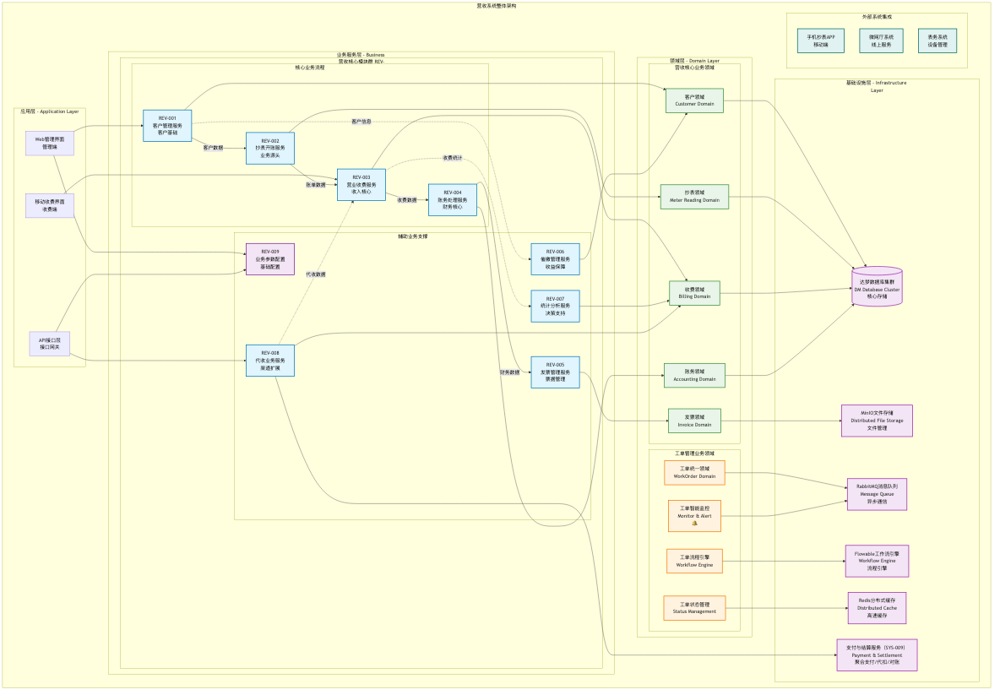 营收系统整体架构
外部系统集成
手机抄表APP
移动端
微网厅系统
线上服务
表务系统
设备管理
应用层 - Application Layer
Web管理界面
管理端
移动收费界面
收费端
API接口层
接口网关
业务服务层 - Business
营收核心模块群 REV-
核心业务流程
REV-001
客户管理服务
客户基础
客户数据
REV-002
抄表开账服务
业务源头
账单数据
REV-003
营业收费服务
收入核心
收费数据
REV-004
账务处理服务
财务核心
客户信息
收费统计
辅助业务支撑
REV-009
业务参数配置
基础配置
代收数据
REV-008
代收业务服务
渠道扩展
REV-006
催缴管理服务
收益保障
REV-007
统计分析服务
决策支持
财务数据
REV-005
发票管理服务
票据管理
领域层 - Domain Layer
营收核心业务领域
客户领域
Customer Domain
抄表领域
Meter Reading Domain
收费领域
Billing Domain
账务领域
Accounting Domain
发票领域
Invoice Domain
工单管理业务领域
工单统一领域
WorkOrder Domain
工单智能监控
Monitor & Alert
工单流程引擎
Workflow Engine
工单状态管理
Status Management
基础设施层 - Infrastructure
Layer
达梦数据库集群
DM Database Cluster
核心存储
MinIO文件存储
Distributed File Storage
文件管理
RabbitMQ消息队列
Message Queue
异步通信
Flowable工作流引擎
Workflow Engine
流程引擎
Redis分布式缓存
Distributed Cache
高速缓存
支付与结算服务（SYS-009）
Payment & Settlement
聚合支付/代扣/对账